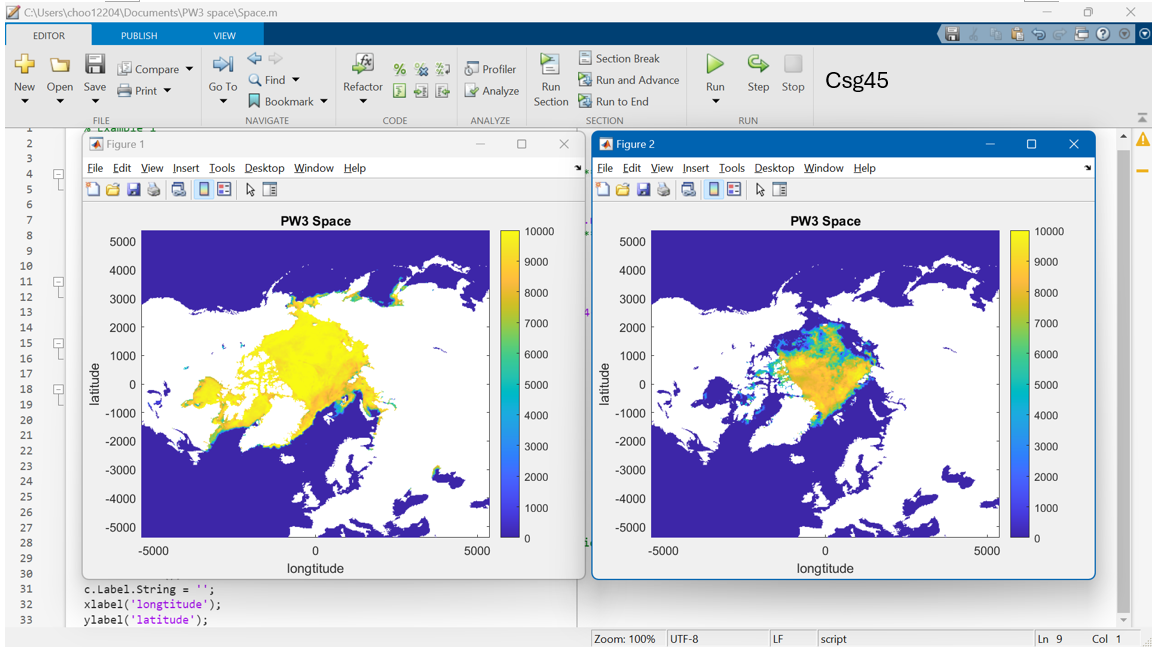 C:\Users\choo12204\Documents\PW3 space\Space.m
EDITOR PUBLISH VIEW
New Open Save Compare Print
Go To Find Bookmark
Refactor
Profiler Analyze
Run Section
Section Break
Run and Advance
Run to End
Run Step Stop
Csg45
FILE NAVIGATE CODE ANALYZE SECTION RUN
1 % Example 1
2
3
4
5
6
7
8
9
10
11
12
13
14
15
16
17
18
19
20
21
22
23
24
25
26
27
28
29
30
31 c.Label.String = '';
32 xlabel('longtitude');
33 ylabel('latitude');
Figure 1
File Edit View Insert Tools Desktop Window Help
PW3 Space
5000
4000
3000
2000
1000
0
-1000
-2000
-3000
-4000
-5000
latitude
-5000 0 5000
longtitude
10000
9000
8000
7000
6000
5000
4000
3000
2000
1000
0
Figure 2
File Edit View Insert Tools Desktop Window Help
PW3 Space
5000
4000
3000
2000
1000
0
-1000
-2000
-3000
-4000
-5000
latitude
-5000 0 5000
longtitude
10000
9000
8000
7000
6000
5000
4000
3000
2000
1000
0
Zoom: 100% UTF-8 LF script Ln 9 Col 1